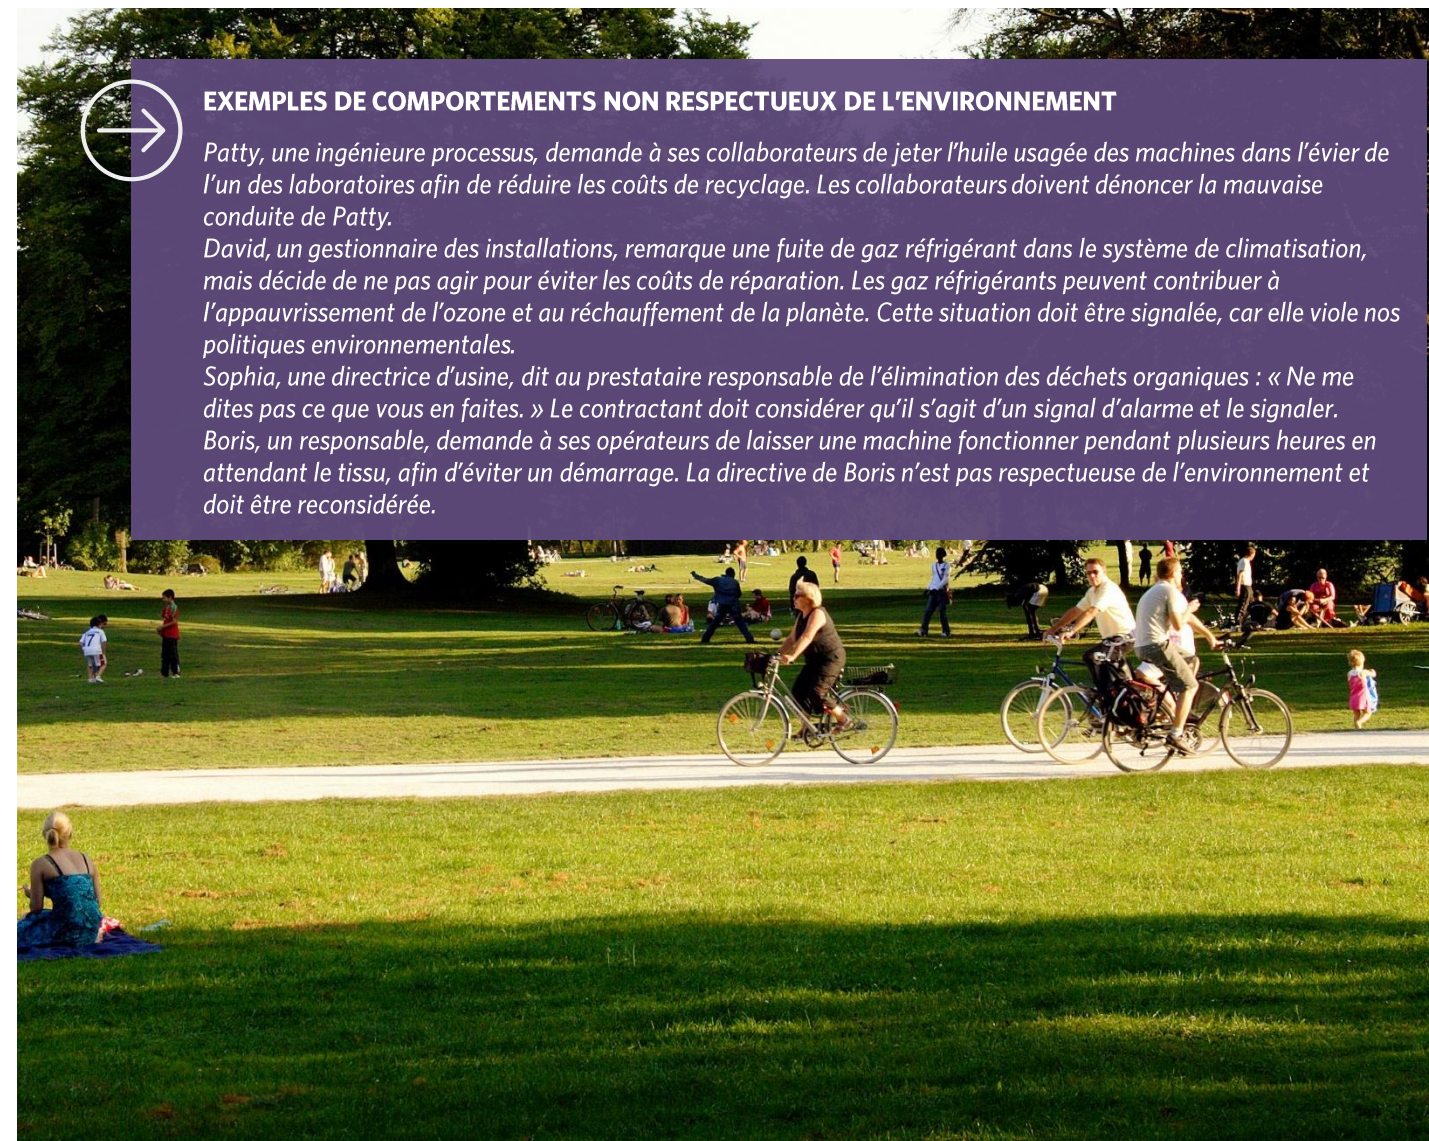 EXEMPLES DE COMPORTEMENTS NON RESPECTUEUX DE L'ENVIRONNEMENT
Patty, une ingénieure processus, demande à ses collaborateurs de jeter l'huile usagée des machines dans l'évier de
l'un des laboratoires afin de réduire les coûts de recyclage. Les collaborateurs doivent dénoncer la mauvaise
conduite de Patty.
David, un gestionnaire des installations, remarque une fuite de gaz réfrigérant dans le système de climatisation,
mais décide de ne pas agir pour éviter les coûts de réparation. Les gaz réfrigérants peuvent contribuer à
l'appauvrissement de l'ozone et au réchauffement de la planète. Cette situation doit être signalée, car elle viole nos
politiques environnementales.
Sophia, une directrice d'usine, dit au prestataire responsable de l'élimination des déchets organiques : « Ne me
dites pas ce que vous en faites. » Le contractant doit considérer qu'il s'agit d'un signal d'alarme et le signaler.
Boris, un responsable, demande à ses opérateurs de laisser une machine fonctionner pendant plusieurs heures en
attendant le tissu, afin d'éviter un démarrage. La directive de Boris n'est pas respectueuse de l'environnement et
doit être reconsidérée.
7